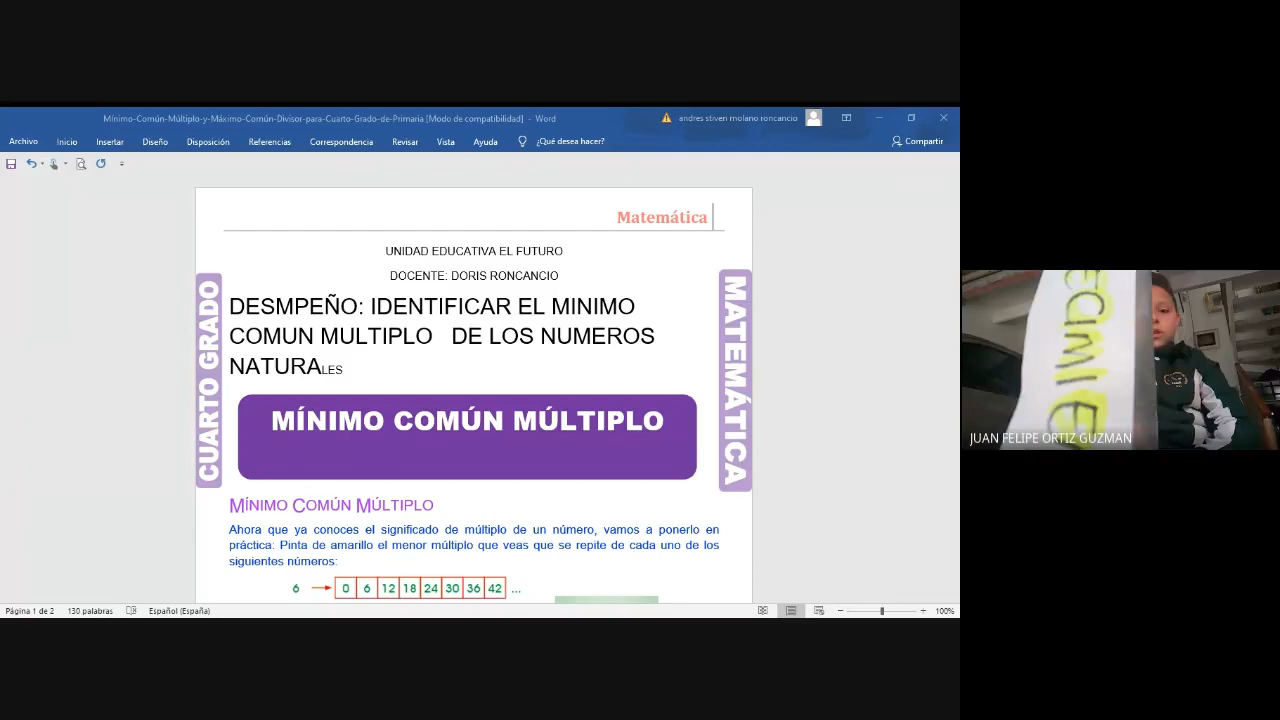 Mínimo-Común-Múltiplo-y-Máximo-Común-Divisor-para-Cuarto-Grado-de-Primaria [Modo de compatibilidad] - Word
andres stiven molano roncancio
Archivo Inicio Insertar Diseño Disposición Referencias Correspondencia Revisar Vista Ayuda ¿Qué desea hacer? Compartir
Matemática
UNIDAD EDUCATIVA EL FUTURO
DOCENTE: DORIS RONCANCIO
CUARTO GRADO
MATEMÁTICA
DESMPEÑO: IDENTIFICAR EL MINIMO
COMUN MULTIPLO DE LOS NUMEROS
NATURALES
MÍNIMO COMÚN MÚLTIPLO
MÍNIMO COMÚN MÚLTIPLO
Ahora que ya conoces el significado de múltiplo de un número, vamos a ponerlo en
práctica: Pinta de amarillo el menor múltiplo que veas que se repite de cada uno de los
siguientes números:
6 0 6 12 18 24 30 36 42 ...
Página 1 de 2 130 palabras Español (España) 100%
JUAN FELIPE ORTIZ GUZMAN